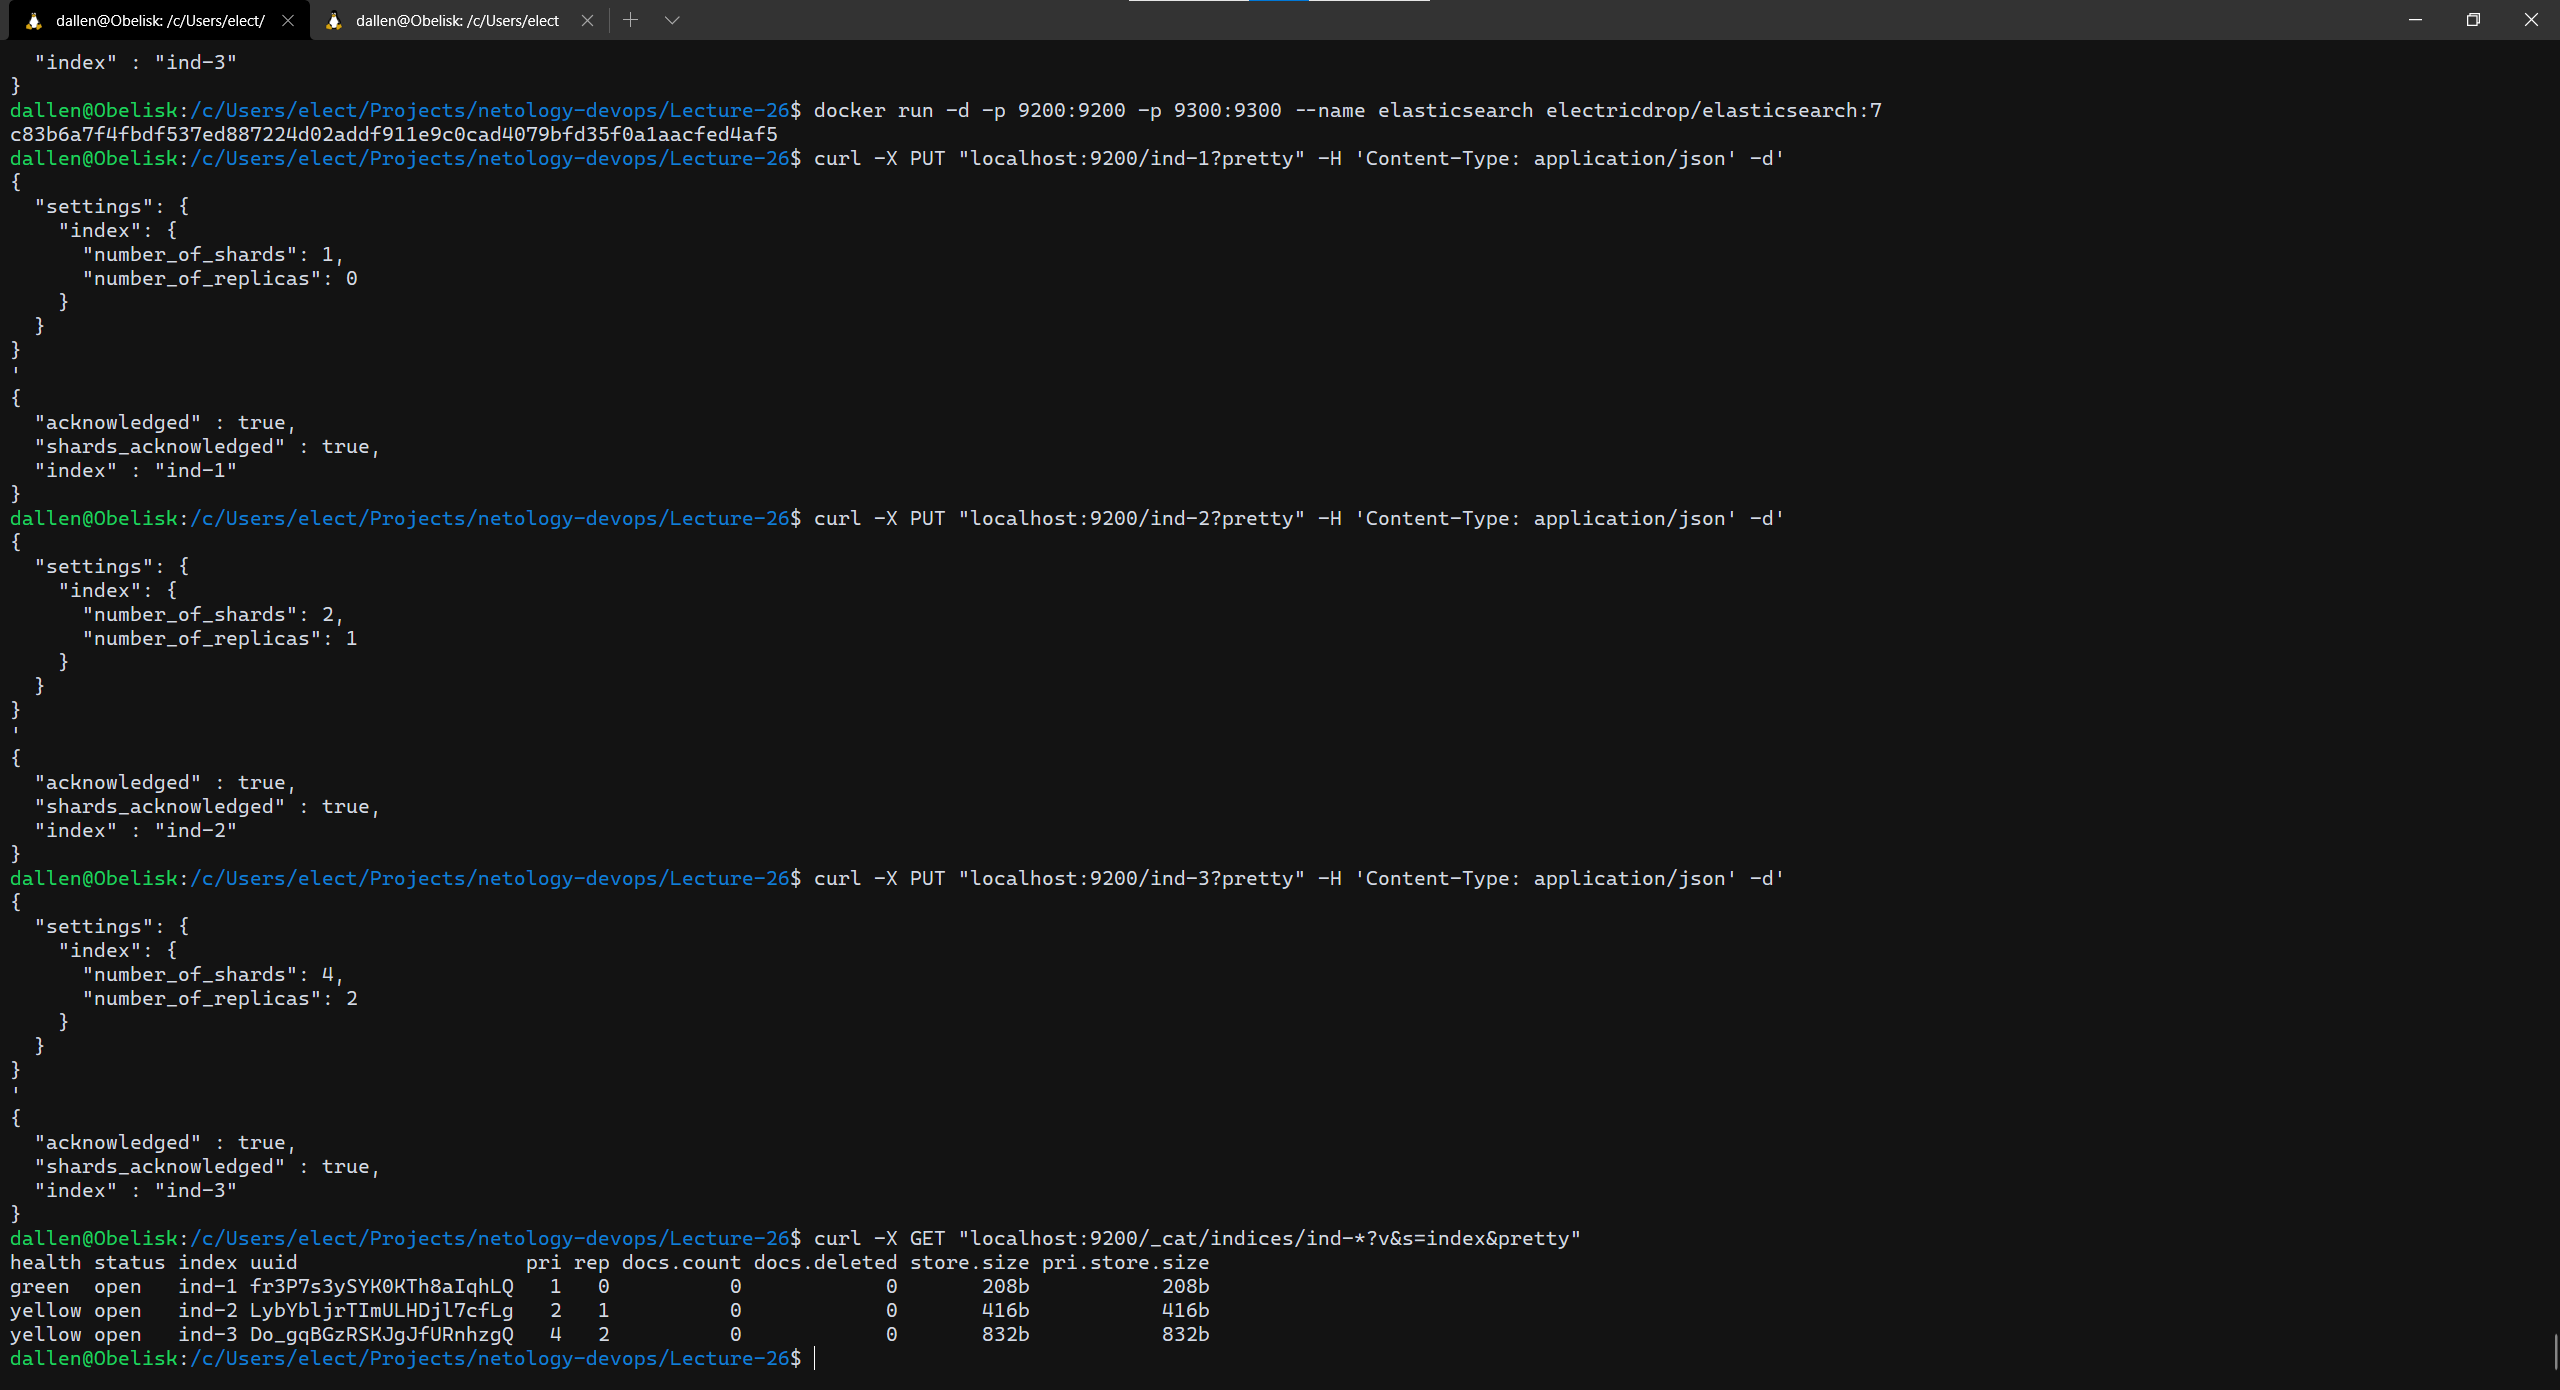 dallen@Obelisk: /c/Users/elect/ dallen@Obelisk: /c/Users/elect
  "index" : "ind-3"
}
dallen@Obelisk:/c/Users/elect/Projects/netology-devops/Lecture-26$ docker run -d -p 9200:9200 -p 9300:9300 --name elasticsearch electricdrop/elasticsearch:7
c83b6a7f4fbdf537ed887224d02addf911e9c0cad4079bfd35f0a1aacfed4af5
dallen@Obelisk:/c/Users/elect/Projects/netology-devops/Lecture-26$ curl -X PUT "localhost:9200/ind-1?pretty" -H 'Content-Type: application/json' -d'
{
  "settings": {
    "index": {
      "number_of_shards": 1,
      "number_of_replicas": 0
    }
  }
}
'
{
  "acknowledged" : true,
  "shards_acknowledged" : true,
  "index" : "ind-1"
}
dallen@Obelisk:/c/Users/elect/Projects/netology-devops/Lecture-26$ curl -X PUT "localhost:9200/ind-2?pretty" -H 'Content-Type: application/json' -d'
{
  "settings": {
    "index": {
      "number_of_shards": 2,
      "number_of_replicas": 1
    }
  }
}
'
{
  "acknowledged" : true,
  "shards_acknowledged" : true,
  "index" : "ind-2"
}
dallen@Obelisk:/c/Users/elect/Projects/netology-devops/Lecture-26$ curl -X PUT "localhost:9200/ind-3?pretty" -H 'Content-Type: application/json' -d'
{
  "settings": {
    "index": {
      "number_of_shards": 4,
      "number_of_replicas": 2
    }
  }
}
'
{
  "acknowledged" : true,
  "shards_acknowledged" : true,
  "index" : "ind-3"
}
dallen@Obelisk:/c/Users/elect/Projects/netology-devops/Lecture-26$ curl -X GET "localhost:9200/_cat/indices/ind-*?v&s=index&pretty"
health status index uuid                   pri rep docs.count docs.deleted store.size pri.store.size
green  open   ind-1 fr3P7s3ySYK0KTh8aIqhLQ   1   0          0            0       208b           208b
yellow open   ind-2 LybYbljrTImULHDjl7cfLg   2   1          0            0       416b           416b
yellow open   ind-3 Do_gqBGzRSKJgJfURnhzgQ   4   2          0            0       832b           832b
dallen@Obelisk:/c/Users/elect/Projects/netology-devops/Lecture-26$